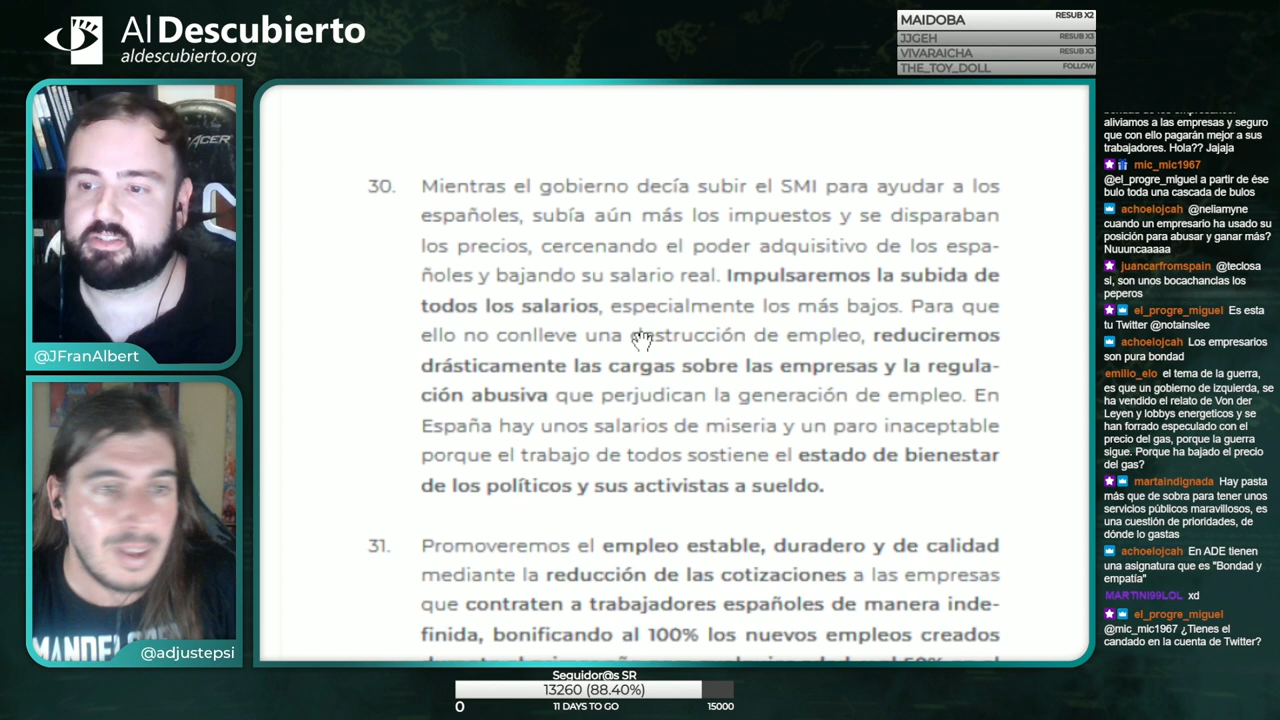 Al Descubierto
aldescubierto.org
MAIDOBA RESUB X2
JJGEH RESUB X3
VIVARAICHA RESUB X3
THE_TOY_DOLL FOLLOW
ACER
@JFranAlbert
@adjustepsi
30. Mientras el gobierno decía subir el SMI para ayudar a los
españoles, subía aún más los impuestos y se disparaban
los precios, cercenando el poder adquisitivo de los espa-
ñoles y bajando su salario real. Impulsaremos la subida de
todos los salarios, especialmente los más bajos. Para que
ello no conlleve una destrucción de empleo, reduciremos
drásticamente las cargas sobre las empresas y la regula-
ción abusiva que perjudican la generación de empleo. En
España hay unos salarios de miseria y un paro inaceptable
porque el trabajo de todos sostiene el estado de bienestar
de los políticos y sus activistas a sueldo.
31. Promoveremos el empleo estable, duradero y de calidad
mediante la reducción de las cotizaciones a las empresas
que contraten a trabajadores españoles de manera inde-
finida, bonificando al 100% los nuevos empleos creados
aliviamos a las empresas y seguro
que con ello pagarán mejor a sus
trabajadores. Hola?? Jajaja
mic_mic1967
@el_progre_miguel a partir de ése
bulo toda una cascada de bulos
achoelojcah @neliamyne
cuando un empresario ha usado su
posición para abusar y ganar más?
Nuuuncaaaaa
juancarfromspain @teclosa
si, son unos bocachanclas los
peperos
el_progre_miguel Es esta
tu Twitter @notainslee
achoelojcah Los empresarios
son pura bondad
emilio_elo el tema de la guerra,
es que un gobierno de izquierda, se
ha vendido el relato de Von der
Leyen y lobbys energeticos y se
han forrado especulado con el
precio del gas, porque la guerra
sigue. Porque ha bajado el precio
del gas?
martaindignada Hay pasta
más que de sobra para tener unos
servicios públicos maravillosos, es
una cuestión de prioridades, de
dónde lo gastas
achoelojcah En ADE tienen
una asignatura que es "Bondad y
empatía"
MARTINI99LOL xd
el_progre_miguel
@mic_mic1967 ¿Tienes el
candado en la cuenta de Twitter?
Seguidor@s SR
13260 (88.40%)
0 11 DAYS TO GO 15000